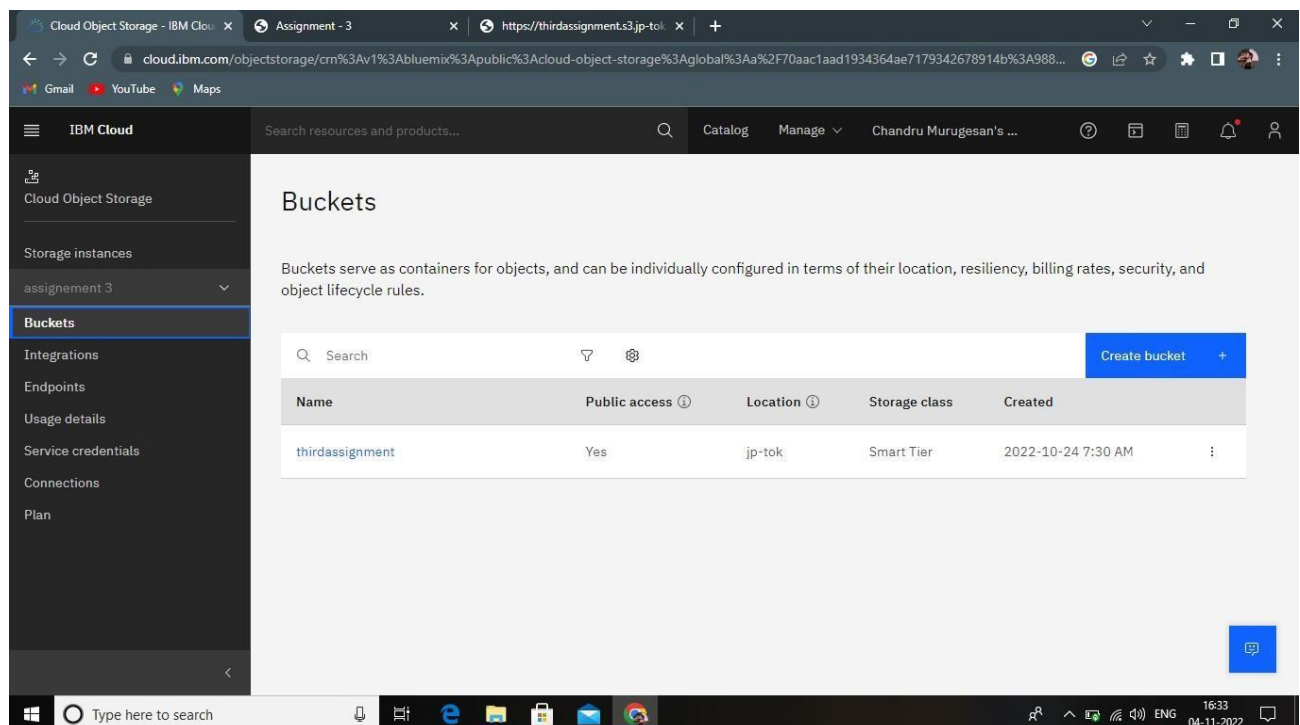 Cloud Object Storage - IBM Clou
Assignment - 3
https://thirdassignment.s3.jp-tok
cloud.ibm.com/objectstorage/crn%3Av1%3Abluemix%3Apublic%3Acloud-object-storage%3Aglobal%3Aa%2F70aac1aad1934364ae7179342678914b%3A988...
Gmail YouTube Maps
IBM Cloud
Search resources and products...
Catalog
Manage
Chandru Murugesan's ...
Cloud Object Storage
Storage instances
assignement 3
Buckets
Integrations
Endpoints
Usage details
Service credentials
Connections
Plan
Buckets
Buckets serve as containers for objects, and can be individually configured in terms of their location, resiliency, billing rates, security, and
object lifecycle rules.
Search
Create bucket +
Name Public access Location Storage class Created
thirdassignment Yes jp-tok Smart Tier 2022-10-24 7:30 AM
Type here to search
ENG
16:33
04-11-2022